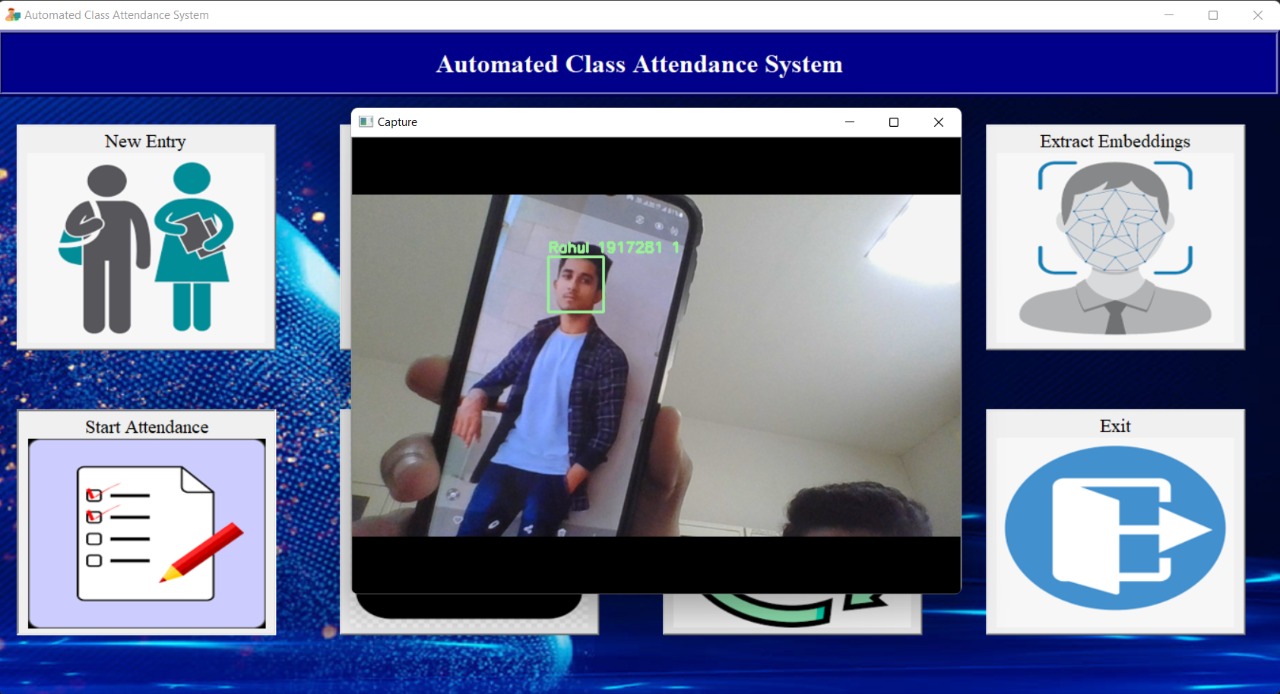 Automated Class Attendance System
Automated Class Attendance System
New Entry
Capture
Extract Embeddings
Rahul 1917281 1
Start Attendance
Exit